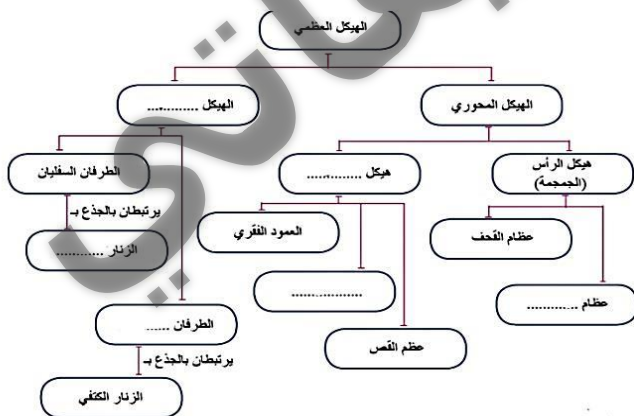 الهيكل العظمي
الهيكل المحوري
الهيكل ............
هيكل الرأس
(الجمجمة)
هيكل ............
الطرفان السفليان
يرتبطان بالجذع بـ
عظام القحف
العمود الفقري
الزنار ...........
................
عظام ............
الطرفان ......
عظم القص
يرتبطان بالجذع بـ
الزنار الكتفي